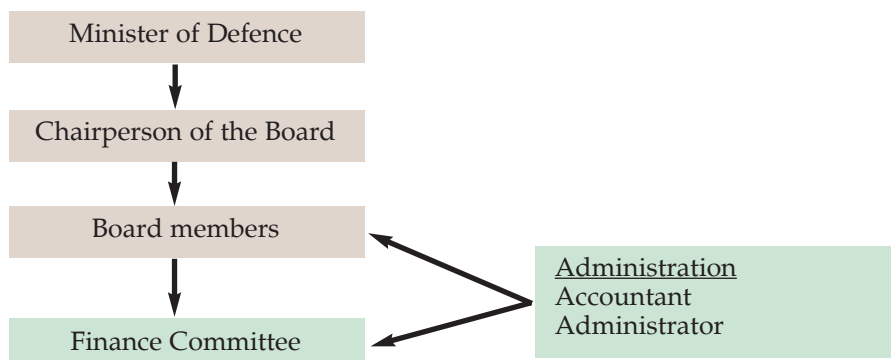 Minister of Defence
Chairperson of the Board
Board members
Finance Committee
Administration
Accountant
Administrator